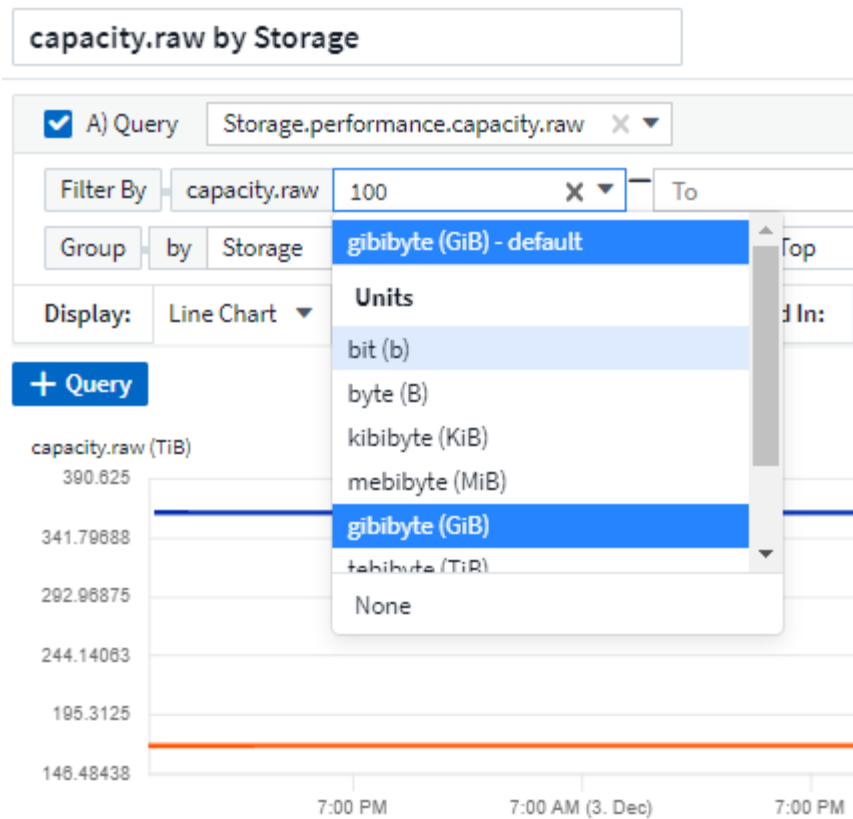 capacity.raw by Storage
A) Query Storage.performance.capacity.raw
Filter By capacity.raw 100 To
Group by Storage Top
gibibyte (GiB) - default
Units
Display: Line Chart d In:
bit (b)
byte (B)
+ Query
kibibyte (KiB)
capacity.raw (TiB)
mebibyte (MiB)
390.625
gibibyte (GiB)
341.79688
tebibyte (TiB)
292.96875
None
244.14063
195.3125
146.48438
7:00 PM 7:00 AM (3. Dec) 7:00 PM